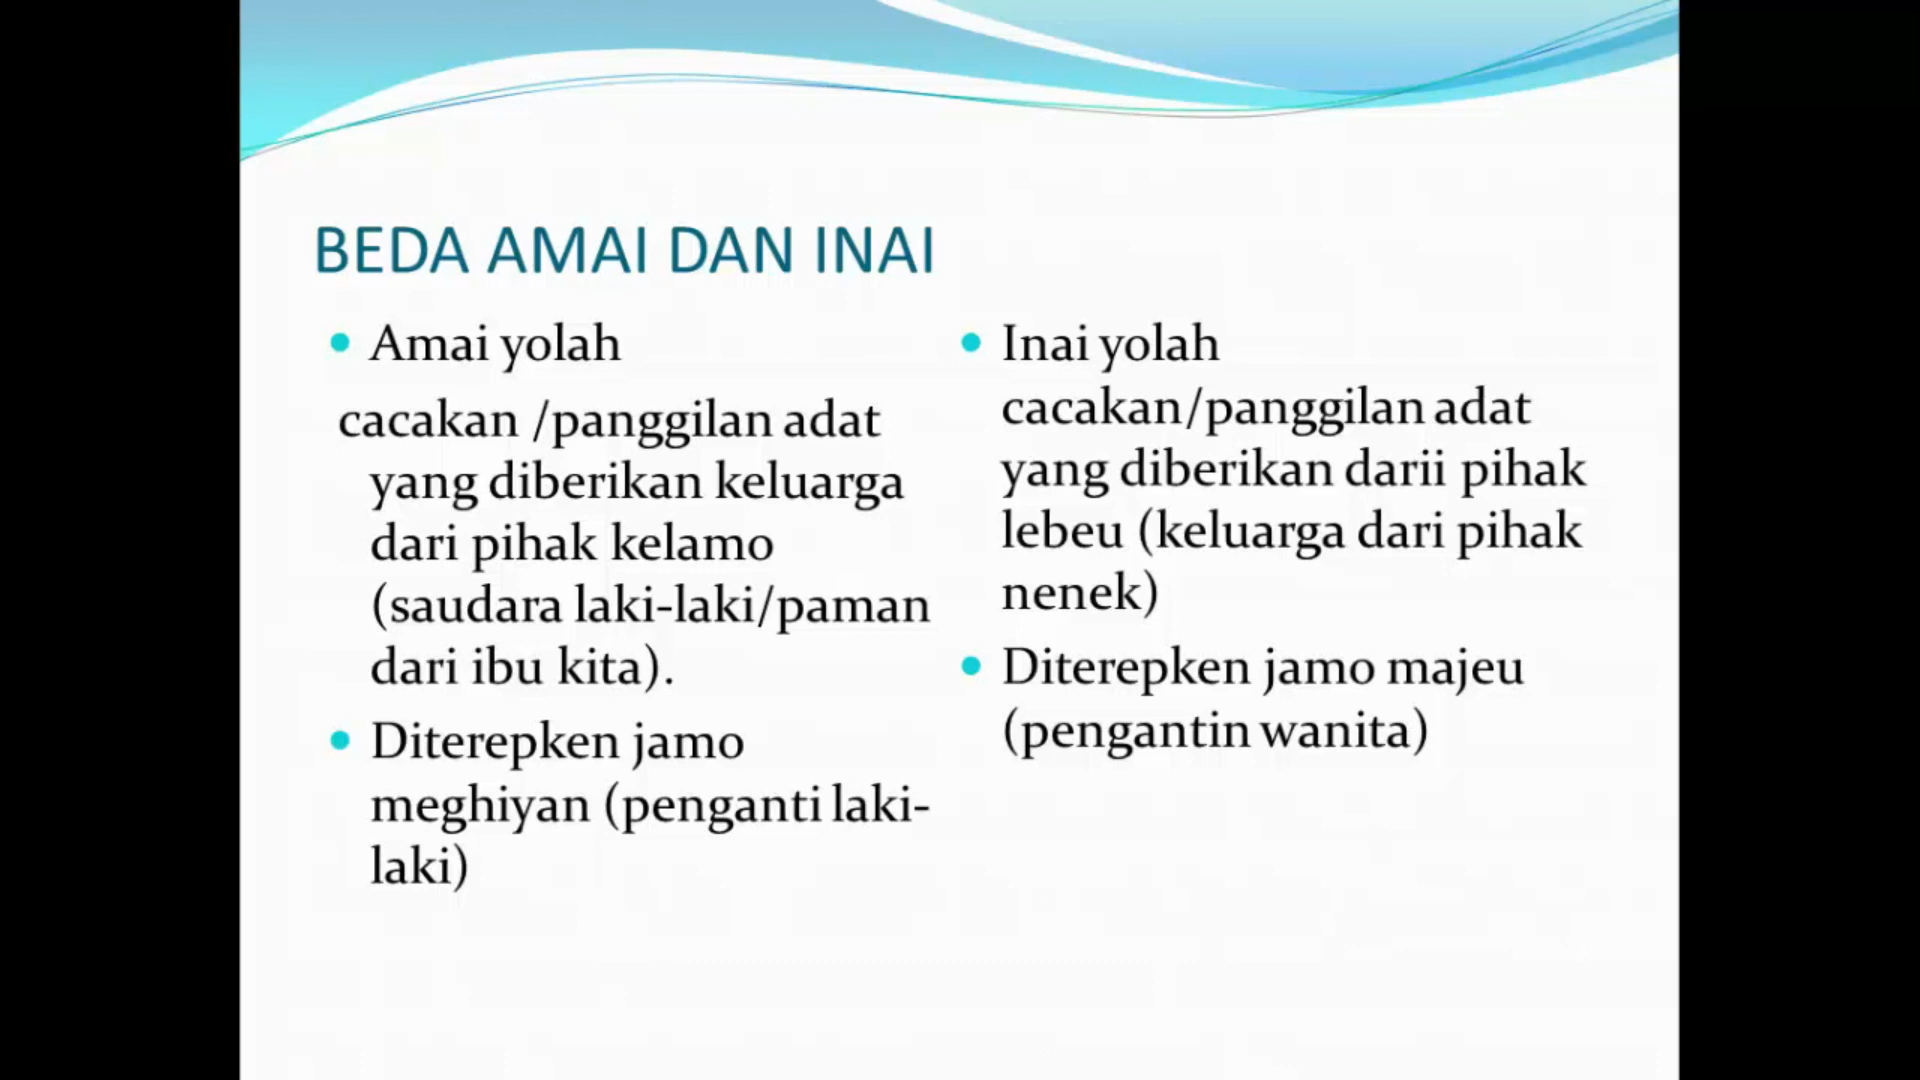 BEDA AMAI DAN INAI
Amai yolah
cacakan /panggilan adat
yang diberikan keluarga
dari pihak kelamo
(saudara laki-laki/paman
dari ibu kita).
Diterepken jamo
meghiyan (penganti laki-
laki)
Inai yolah
cacakan/panggilan adat
yang diberikan darii pihak
lebeu (keluarga dari pihak
nenek)
Diterepken jamo majeu
(pengantin wanita)